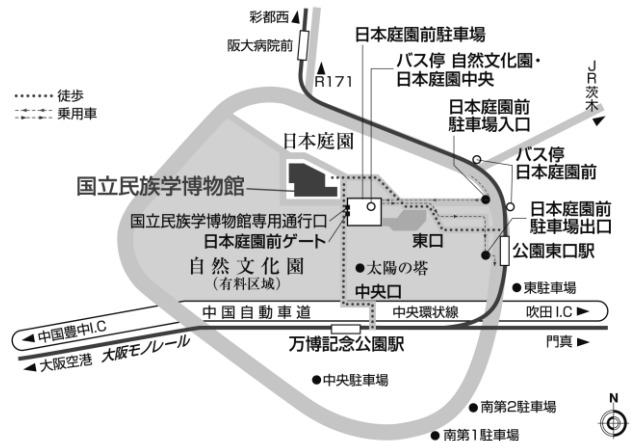 彩都西
阪大病院前
日本庭園前駐車場
バス停 自然文化園・
日本庭園中央
R171
JR茨木
徒歩
乗用車
日本庭園前
駐車場入口
日本庭園
バス停
日本庭園前
国立民族学博物館
国立民族学博物館専用通行口
日本庭園前ゲート
日本庭園前
駐車場出口
東口
公園東口駅
自然文化園
(有料区域)
太陽の塔
中央口
東駐車場
中国自動車道
中央環状線
吹田I.C
中国豊中I.C
大阪空港
大阪モノレール
万博記念公園駅
門真
中央駐車場
南第2駐車場
南第1駐車場
N